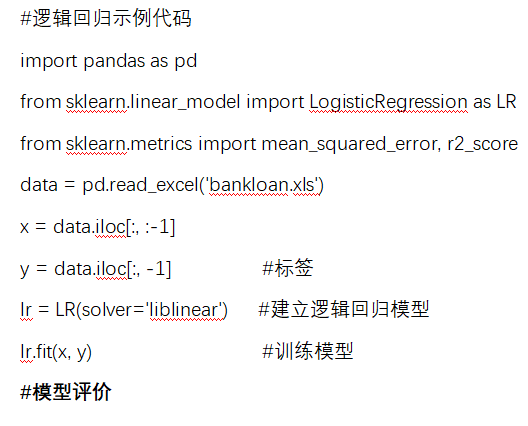 #逻辑回归示例代码
import pandas as pd
from sklearn.linear_model import LogisticRegression as LR
from sklearn.metrics import mean_squared_error, r2_score
data = pd.read_excel('bankloan.xls')
x = data.iloc[:, :-1]
y = data.iloc[:, -1] #标签
lr = LR(solver='liblinear') #建立逻辑回归模型
lr.fit(x, y) #训练模型
#模型评价